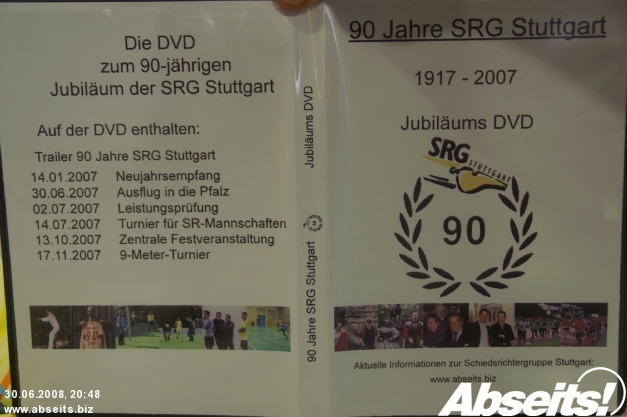 Die DVD
zum 90-jährigen
Jubiläum der SRG Stuttgart
Auf der DVD enthalten:
Trailer 90 Jahre SRG Stuttgart
14.01.2007 Neujahrsempfang
30.06.2007 Ausflug in die Pfalz
02.07.2007 Leistungsprüfung
14.07.2007 Turnier für SR-Mannschaften
13.10.2007 Zentrale Festveranstaltung
17.11.2007 9-Meter-Turnier
90 Jahre SRG Stuttgart
Jubiläums DVD
90 Jahre SRG Stuttgart
1917 - 2007
Jubiläums DVD
SRG
STUTTGART
90
Aktuelle Informationen zur Schiedsrichtergruppe Stuttgart:
www.abseits.biz
30.06.2008, 20:48
www.abseits.biz
Abseits!